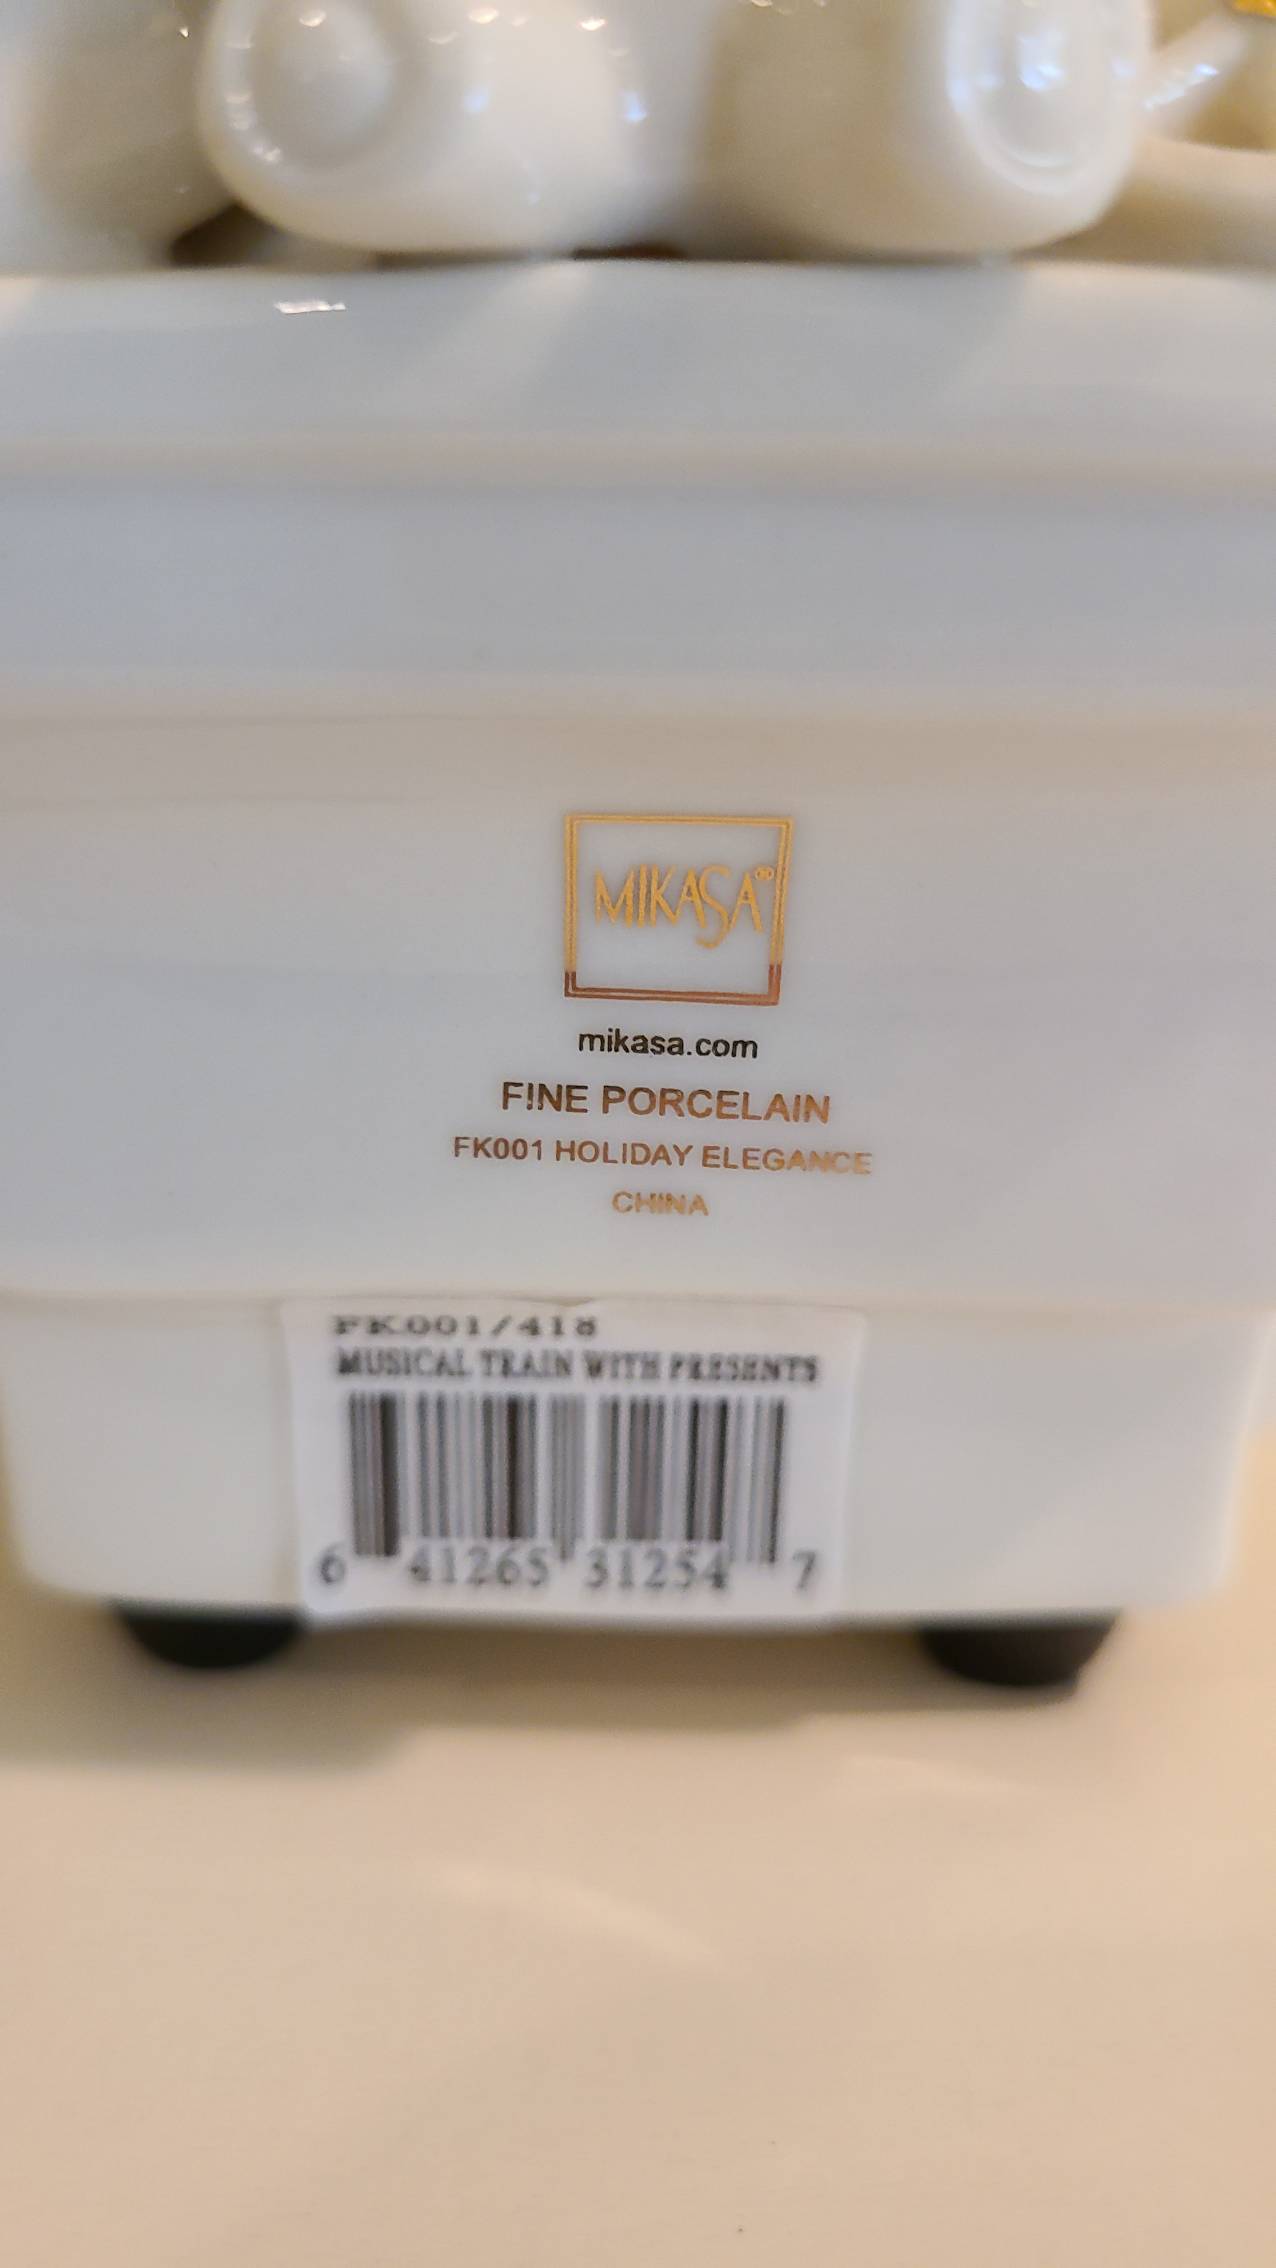 MIKASA®
mikasa.com
FINE PORCELAIN
FK001 HOLIDAY ELEGANCE
CHINA
FK001/418
MUSICAL TRAIN WITH PRESENTS
6 41265 31254 7